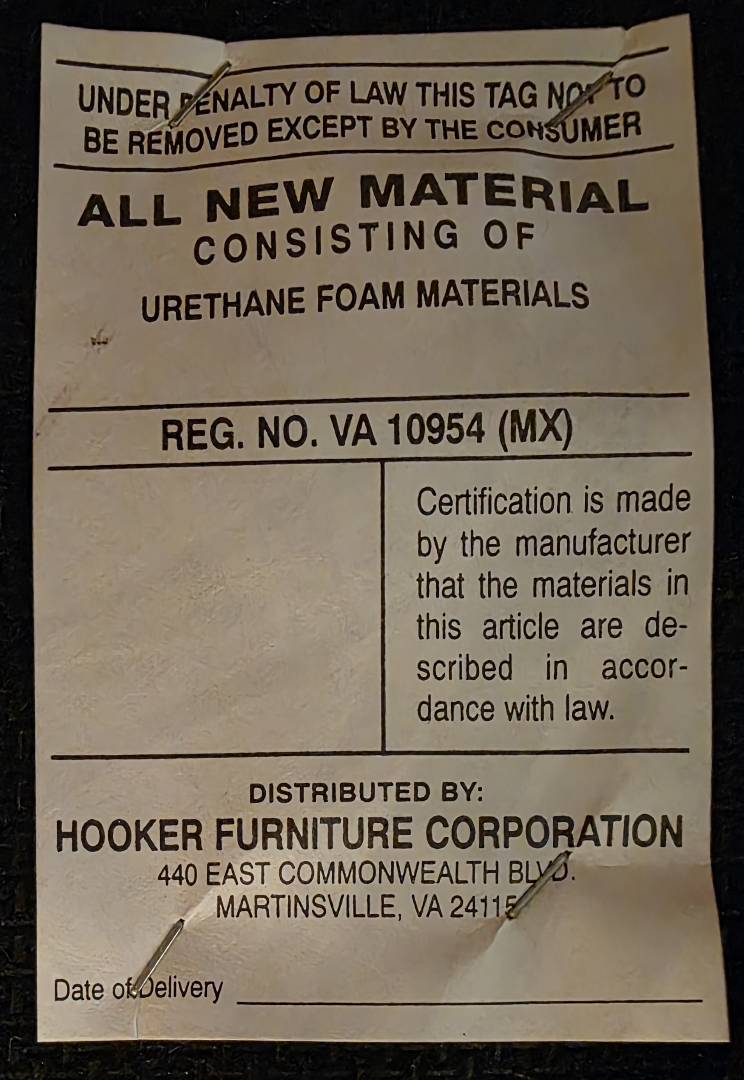 UNDER PENALTY OF LAW THIS TAG NOT TO
BE REMOVED EXCEPT BY THE CONSUMER
ALL NEW MATERIAL
CONSISTING OF
URETHANE FOAM MATERIALS
REG. NO. VA 10954 (MX)
Certification is made
by the manufacturer
that the materials in
this article are de-
scribed in accor-
dance with law.
DISTRIBUTED BY:
HOOKER FURNITURE CORPORATION
440 EAST COMMONWEALTH BLVD.
MARTINSVILLE, VA 24115
Date of Delivery